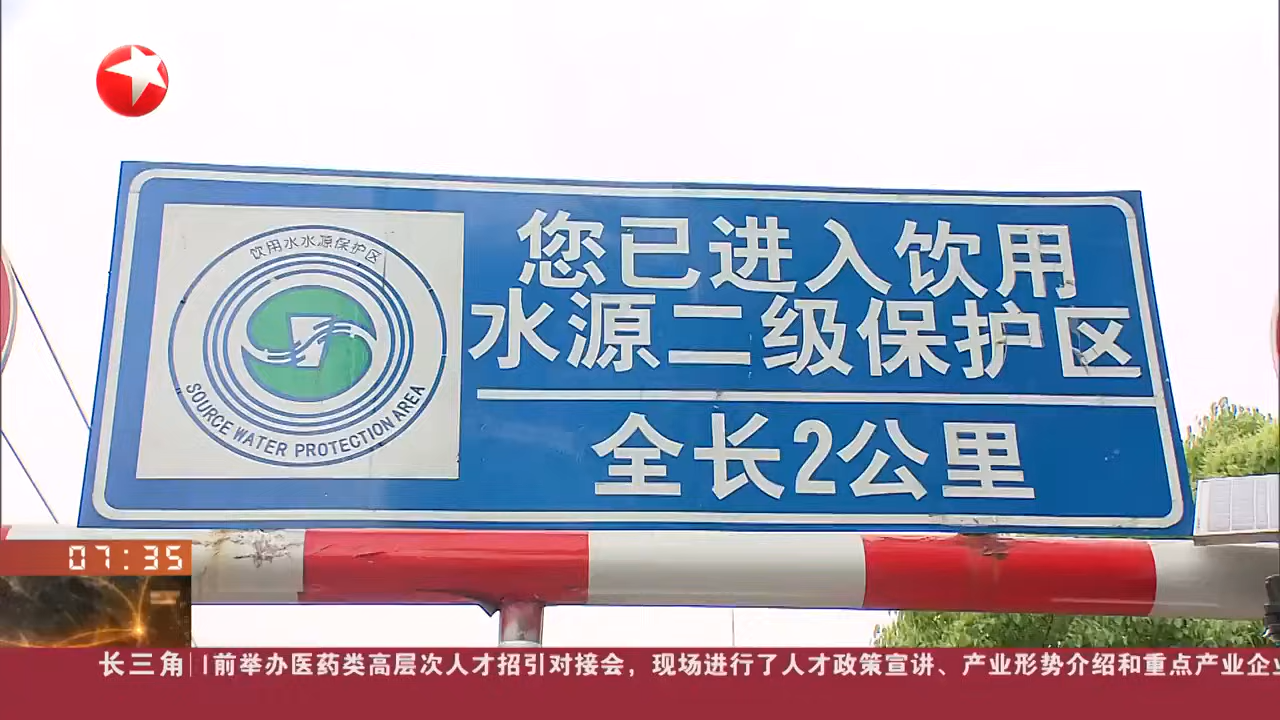 饮用水水源保护区
SOURCE WATER PROTECTION AREA
您已进入饮用
水源二级保护区
全长2公里
07:35
长三角 前举办医药类高层次人才招引对接会，现场进行了人才政策宣讲、产业形势介绍和重点产业企业